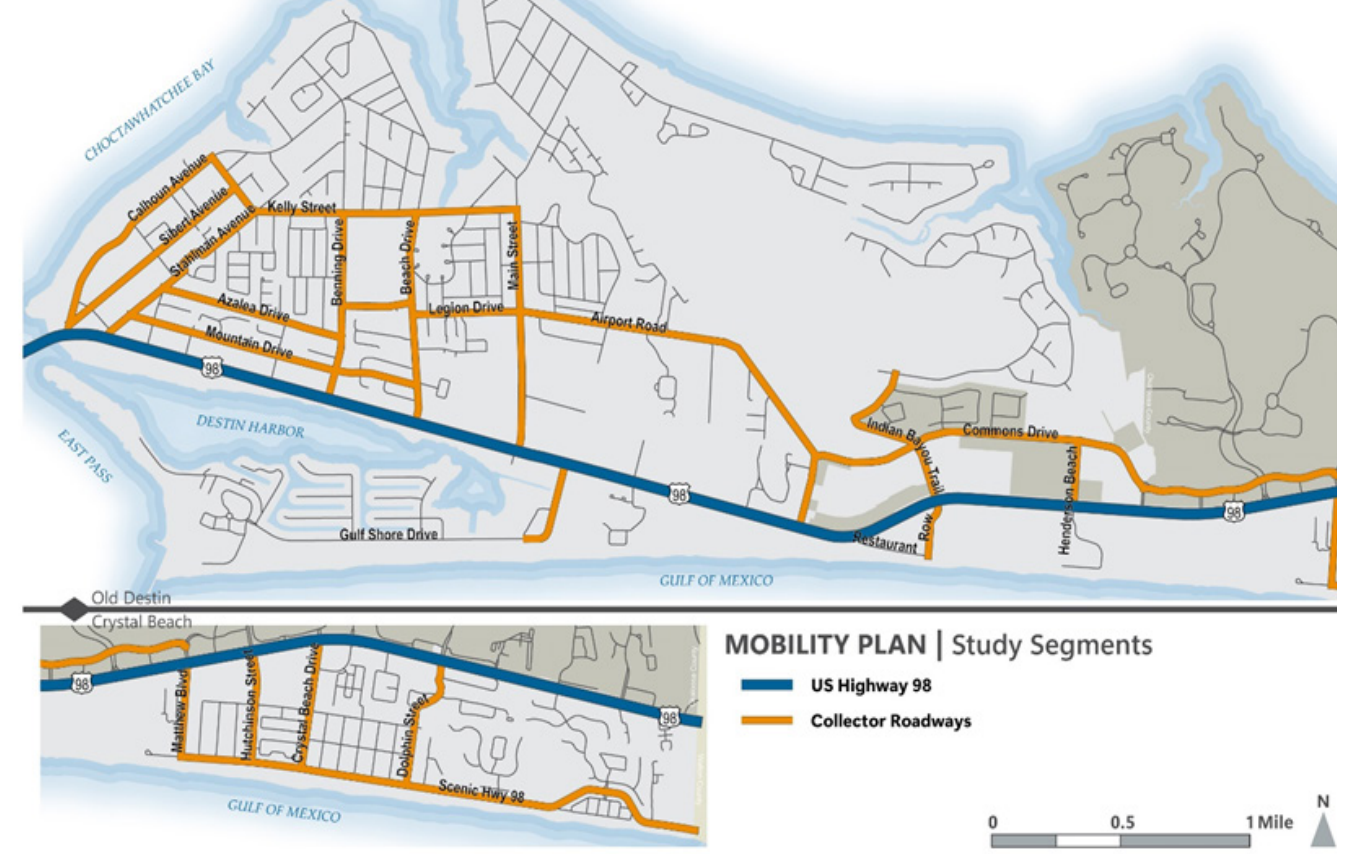 CHOCTAWHATCHEE BAY
Calhoun Avenue
Sibert Avenue
Stahlman Avenue
Kelly Street
Benning Drive
Beach Drive
Main Street
Azalea Drive
Legion Drive
Airport Road
Mountain Drive
98
DESTIN HARBOR
EAST PASS
Indian Bayou Trail
Commons Drive
Henderson Beach
98
98
Gulf Shore Drive
Restaurant Row
GULF OF MEXICO
Old Destin
Crystal Beach
98
Matthew Blvd
Hutchinson Street
Crystal Beach Drive
Dolphin Street
98
Scenic Hwy 98
GULF OF MEXICO
MOBILITY PLAN | Study Segments
US Highway 98
Collector Roadways
0 0.5 1 Mile
N